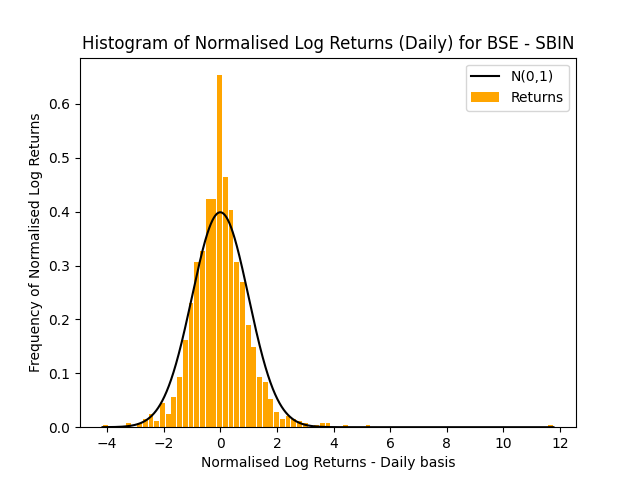 Histogram of Normalised Log Returns (Daily) for BSE - SBIN
N(0,1)
Returns
Frequency of Normalised Log Returns
0.6
0.5
0.4
0.3
0.2
0.1
0.0
−4 −2 0 2 4 6 8 10 12
Normalised Log Returns - Daily basis